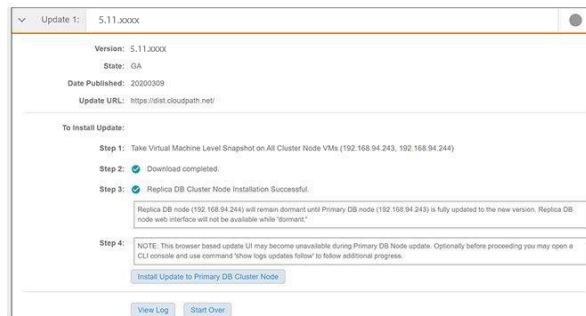 Update 1: 5.11.xxxx
Version: 5.11.xxxx
State: GA
Date Published: 20200309
Update URL: https://dist.cloudpath.net/
To Install Update:
Step 1: Take Virtual Machine Level Snapshot on All Cluster Node VMs (192.168.94.243, 192.168.94.244)
Step 2: Download completed.
Step 3: Replica DB Cluster Node Installation Successful.
Replica DB node (192.168.94.244) will remain dormant until Primary DB node (192.168.94.243) is fully updated to the new version. Replica DB
node web interface will not be available while "dormant."
Step 4: NOTE: This browser based update UI may become unavailable during Primary DB Node update. Optionally before proceeding you may open a
CLI console and use command 'show logs updates follow' to follow additional progress.
Install Update to Primary DB Cluster Node
View Log Start Over